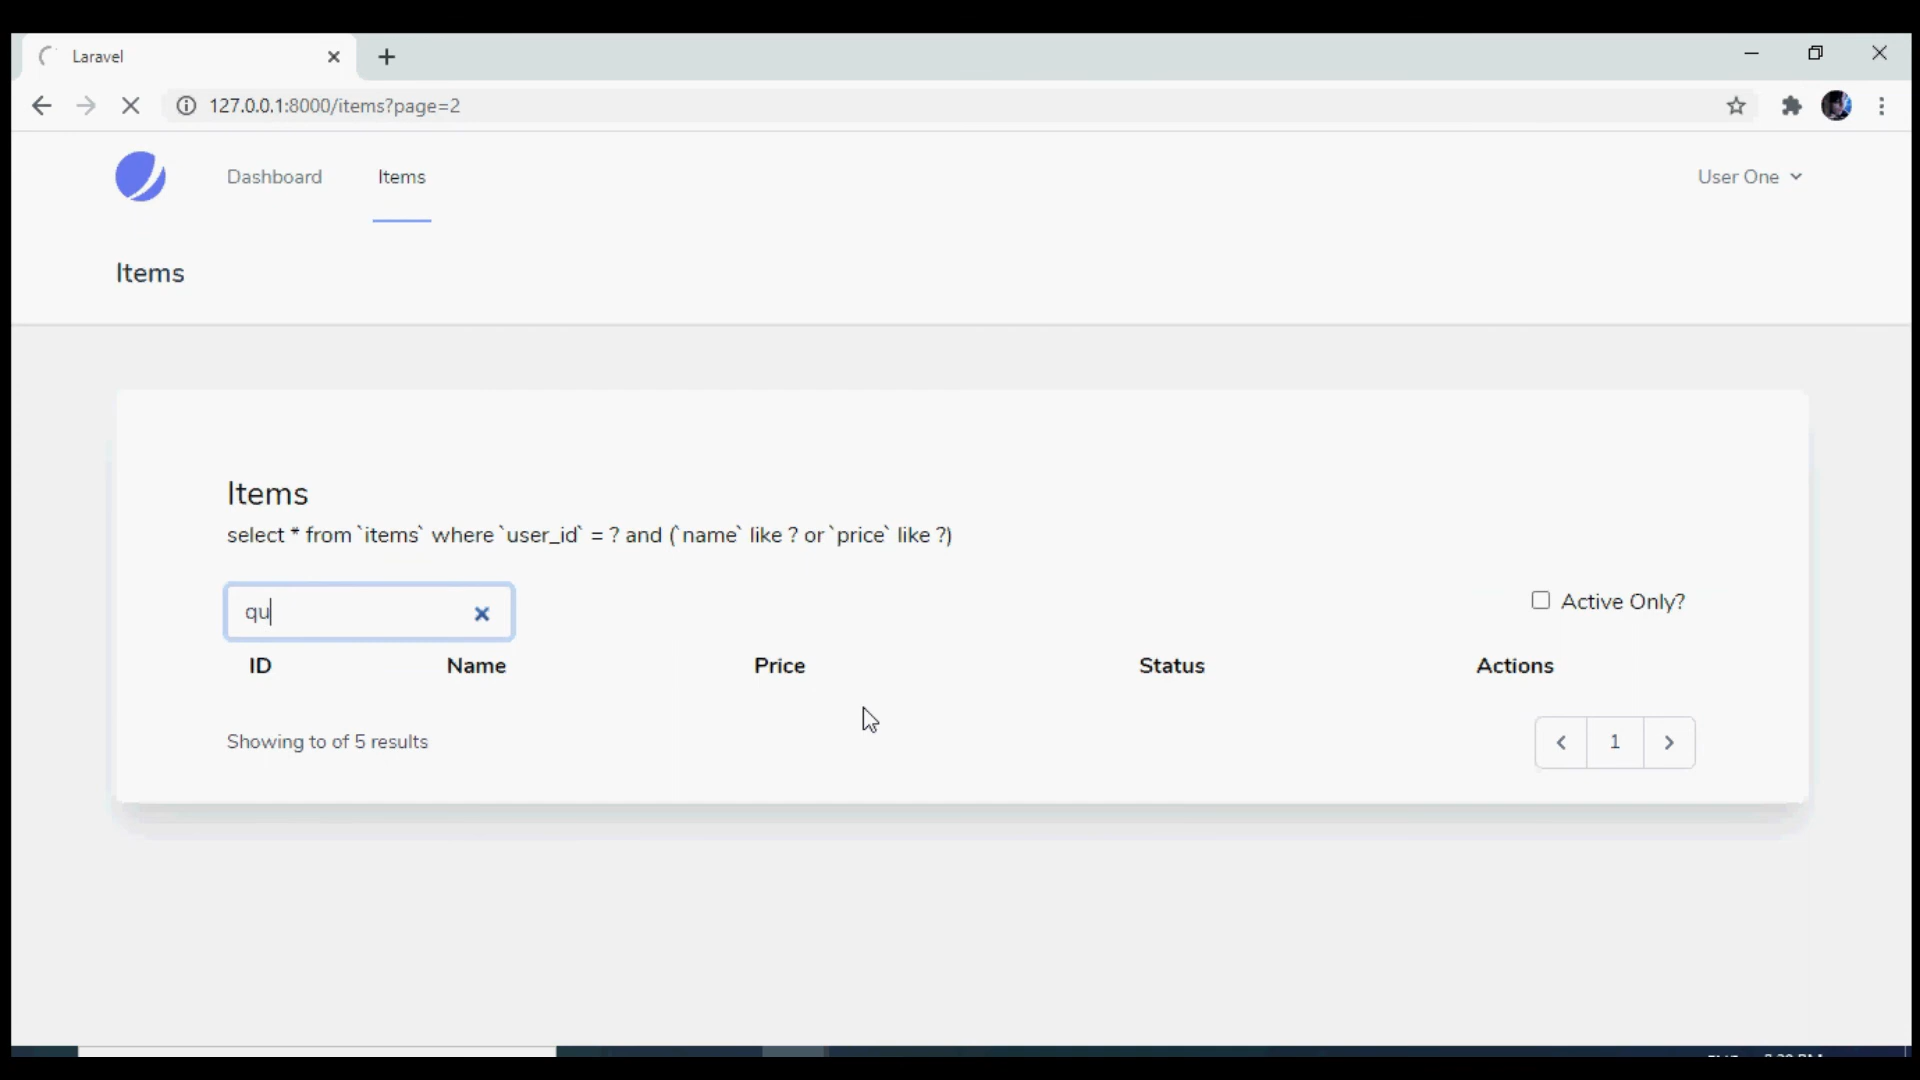 Laravel
127.0.0.1:8000/items?page=2
Dashboard
Items
User One
Items
Items
select * from `items` where `user_id` = ? and (`name` like ? or `price` like ?)
qu
Active Only?
ID Name Price Status Actions
Showing to of 5 results
1